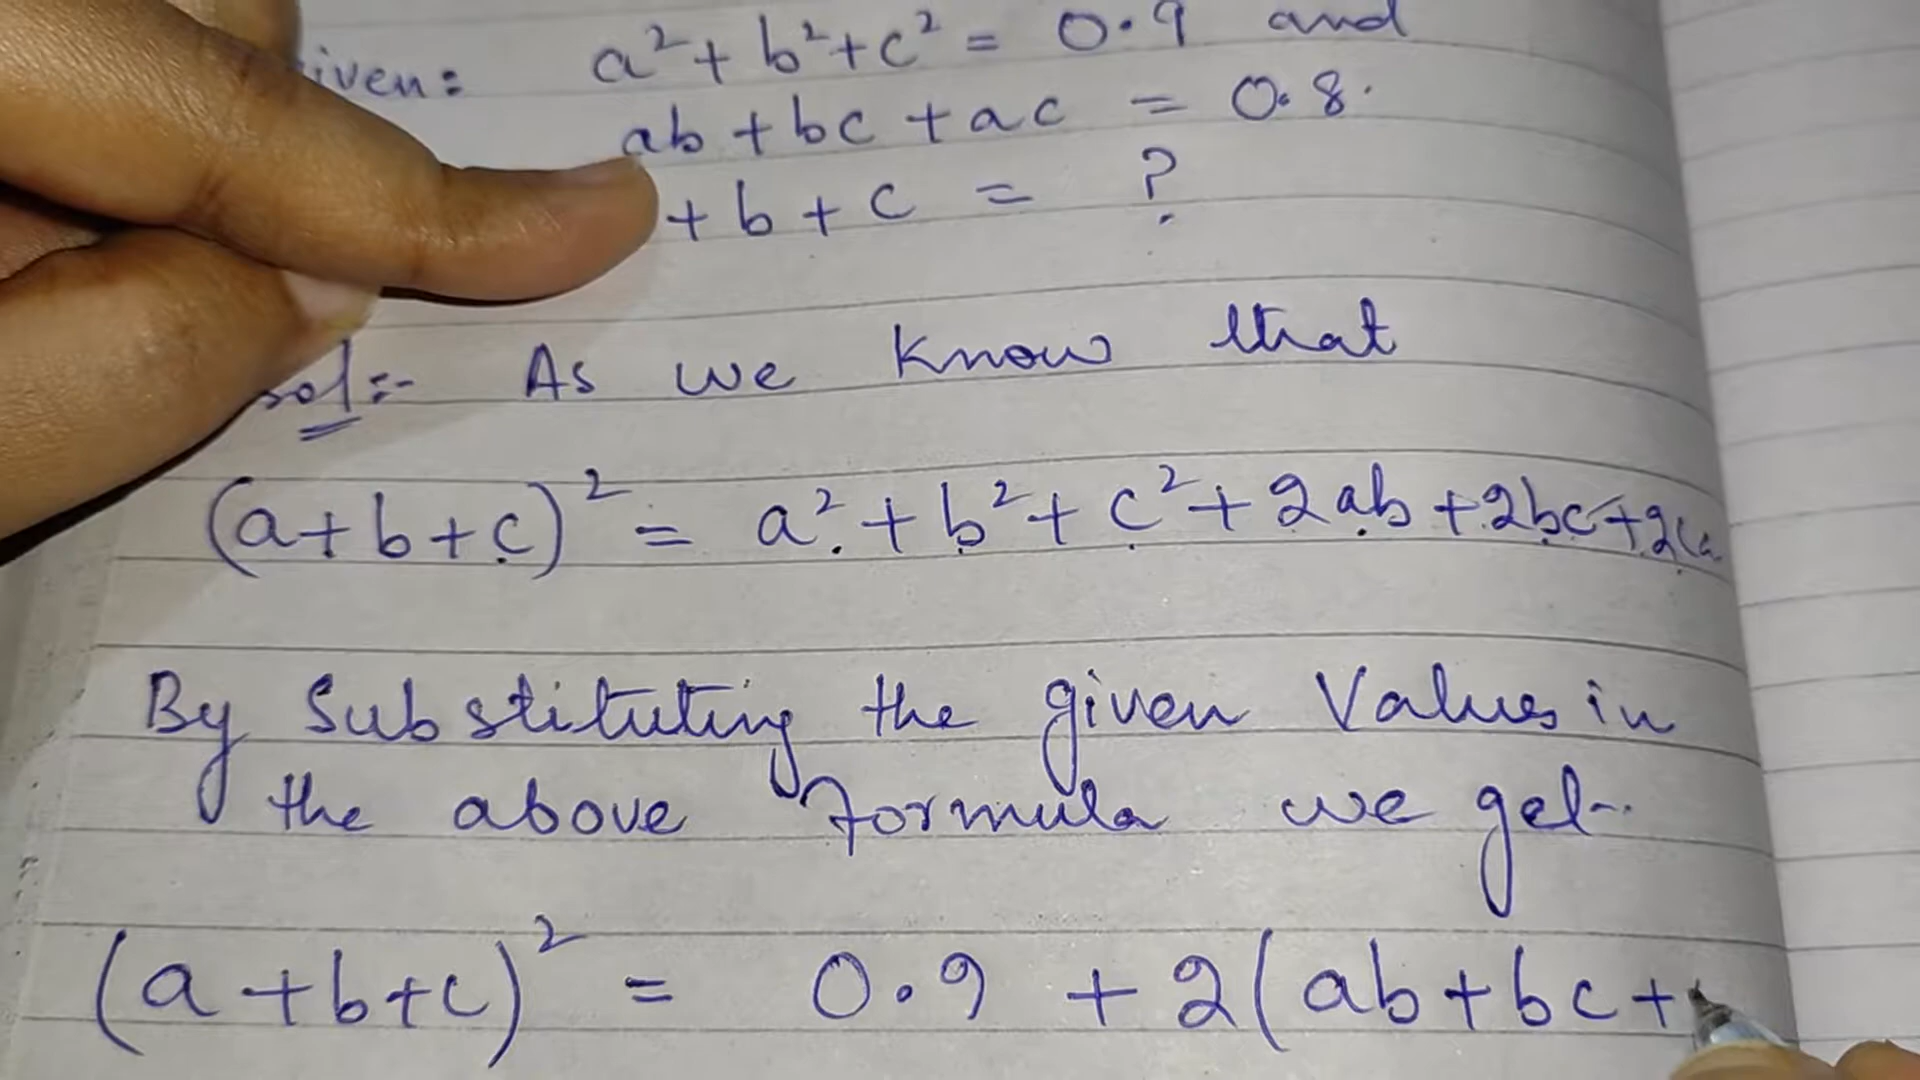 iven: a² + b² + c² = 0.9 and
ab + bc + ac = 0.8.
+ b + c = ?
sol:- As we know that
(a+b+c)² = a² + b² + c² + 2ab + 2bc + 2ca
By Substituting the given Values in
the above formula we get-
(a+b+c)² = 0.9 + 2(ab+bc+